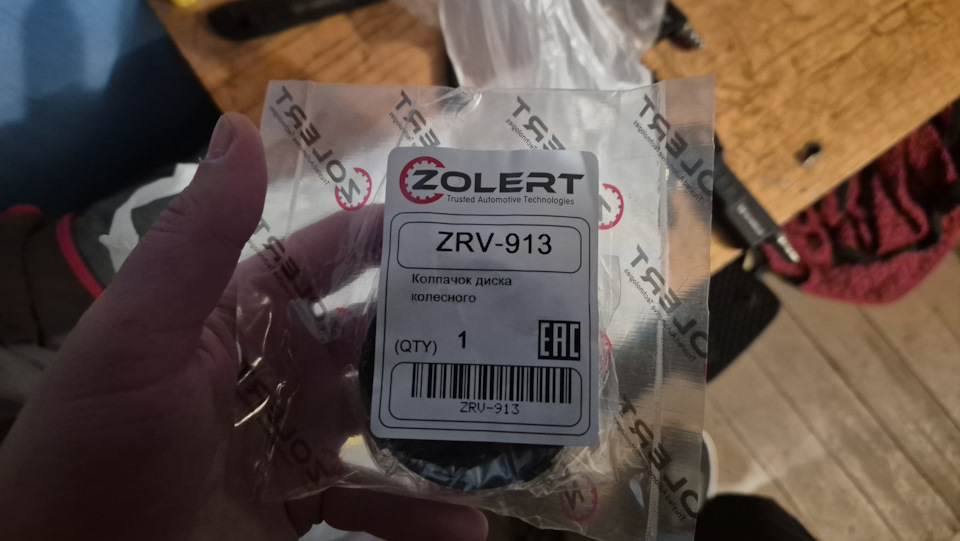 ZOLERT
Trusted Automotive Technologies
ZRV-913
Колпачок диска
колесного
(QTY) 1
EAC
ZRV-913